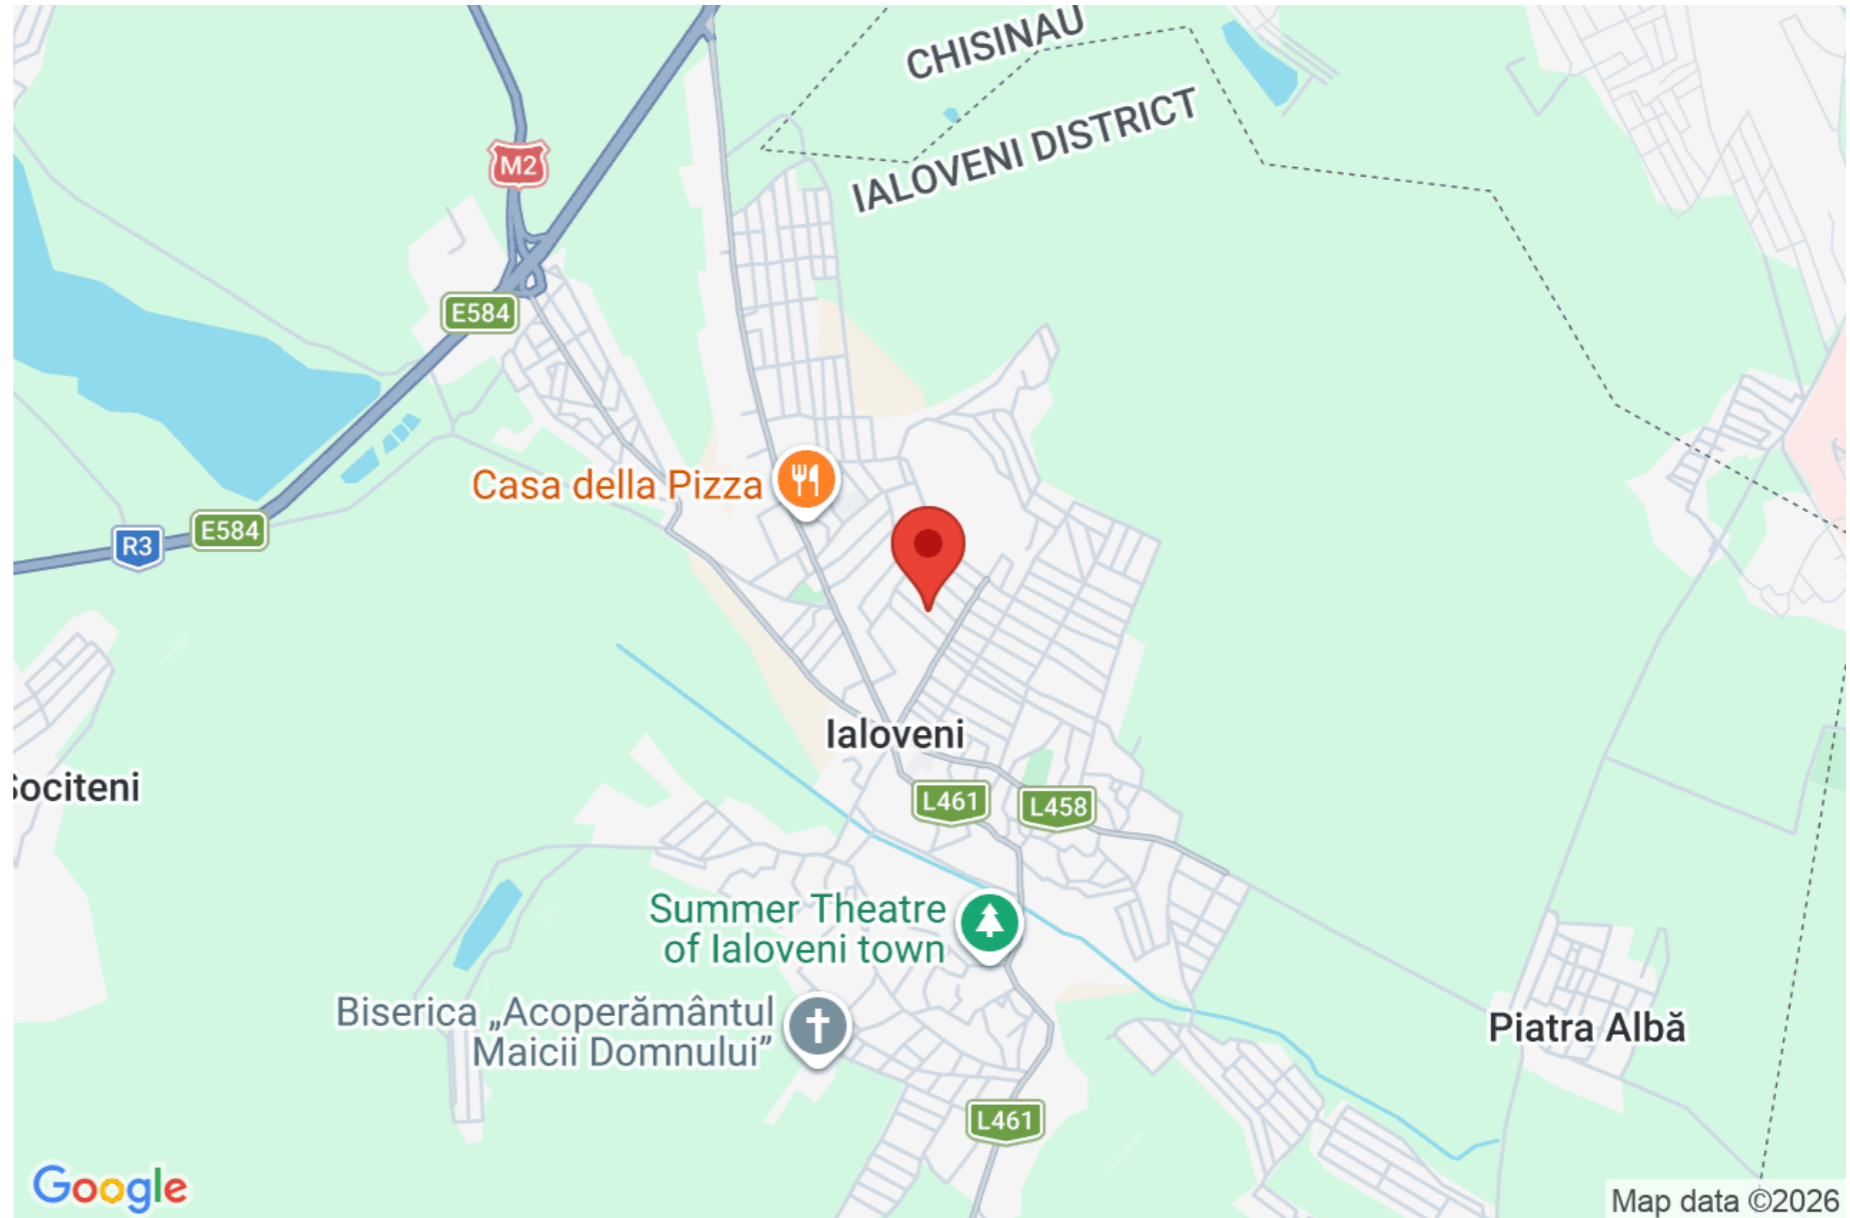 CHISINAU
IALOVENI DISTRICT
M2
E584
Casa della Pizza
E584
R3
Ialoveni
Sociteni
L461
L458
Summer Theatre
of Ialoveni town
Biserica „Acoperământul
Maicii Domnului”
Piatra Albă
L461
Google
Map data ©2026